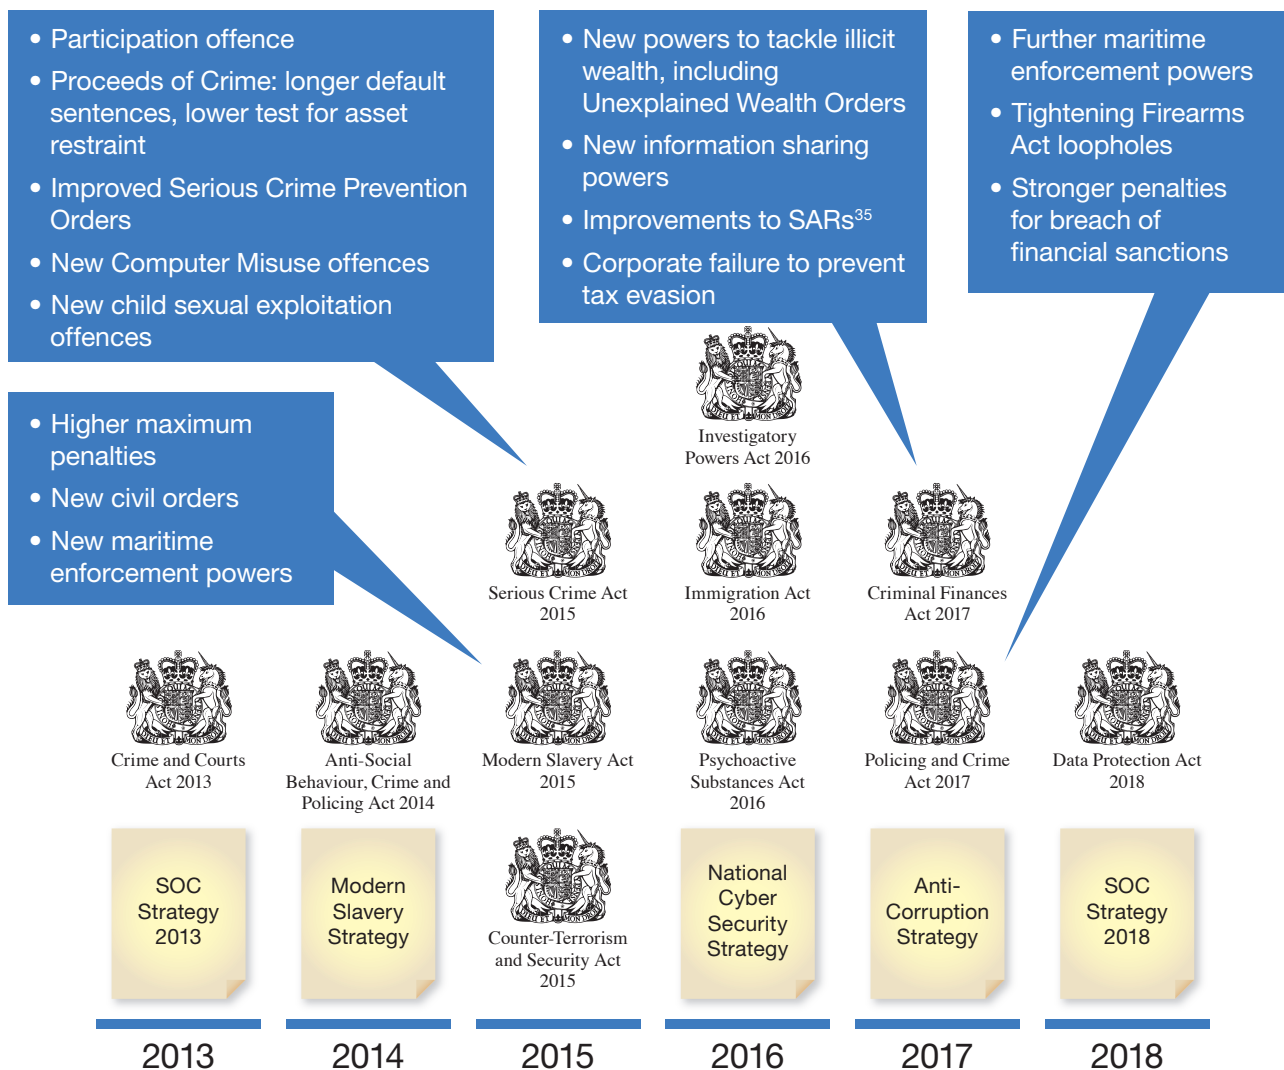 • Participation offence
• Proceeds of Crime: longer default
sentences, lower test for asset
restraint
• Improved Serious Crime Prevention
Orders
• New Computer Misuse offences
• New child sexual exploitation
offences
• New powers to tackle illicit
wealth, including
Unexplained Wealth Orders
• New information sharing
powers
• Improvements to SARs35
• Corporate failure to prevent
tax evasion
• Further maritime
enforcement powers
• Tightening Firearms
Act loopholes
• Stronger penalties
for breach of
financial sanctions
• Higher maximum
penalties
• New civil orders
• New maritime
enforcement powers
Investigatory
Powers Act 2016
Serious Crime Act
2015
Immigration Act
2016
Criminal Finances
Act 2017
Crime and Courts
Act 2013
Anti-Social
Behaviour, Crime and
Policing Act 2014
Modern Slavery Act
2015
Psychoactive
Substances Act
2016
Policing and Crime
Act 2017
Data Protection Act
2018
SOC
Strategy
2013
Modern
Slavery
Strategy
Counter-Terrorism
and Security Act
2015
National
Cyber
Security
Strategy
Anti-
Corruption
Strategy
SOC
Strategy
2018
2013
2014
2015
2016
2017
2018